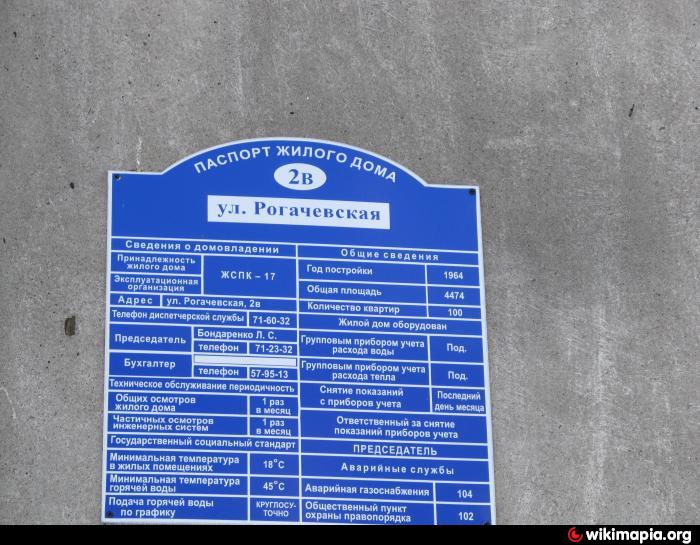 ПАСПОРТ ЖИЛОГО ДОМА
2в
ул. Рогачевская
Сведения о домовладении
Принадлежность
жилого дома
Эксплуатационная
организация
ЖСПК – 17
Адрес ул. Рогачевская, 2в
Телефон диспетчерской службы 71-60-32
Председатель
Бондаренко Л. С.
телефон 71-23-32
Бухгалтер
телефон 57-95-13
Техническое обслуживание периодичность
Общих осмотров
жилого дома
1 раз
в месяц
Частичных осмотров
инженерных систем
1 раз
в месяц
Государственный социальный стандарт
Минимальная температура
в жилых помещениях
18°С
Минимальная температура
горячей воды
45°С
Подача горячей воды
по графику
КРУГЛОСУ-
ТОЧНО
Общие сведения
Год постройки 1964
Общая площадь 4474
Количество квартир 100
Жилой дом оборудован
Групповым прибором учета
расхода воды
Под.
Групповым прибором учета
расхода тепла
Под.
Снятие показаний
с приборов учета
Последний
день месяца
Ответственный за снятие
показаний приборов учета
ПРЕДСЕДАТЕЛЬ
Аварийные службы
Аварийная газоснабжения 104
Общественный пункт
охраны правопорядка
102
wikimapia.org